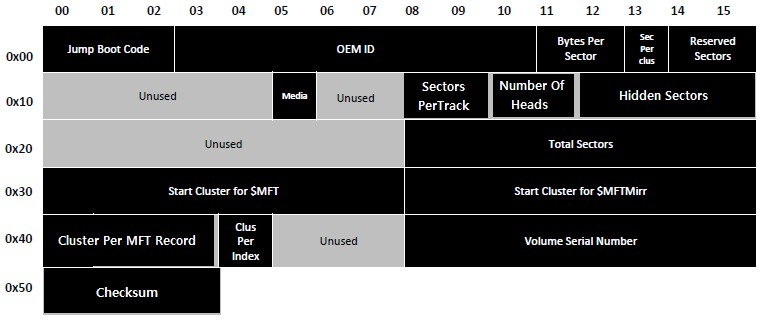 00 01 02 03 04 05 06 07 08 09 10 11 12 13 14 15
0x00
Jump Boot Code
OEM ID
Bytes Per
Sector
Sec
Per
clus
Reserved
Sectors
0x10
Unused
Media
Unused
Sectors
PerTrack
Number Of
Heads
Hidden Sectors
0x20
Unused
Total Sectors
0x30
Start Cluster for $MFT
Start Cluster for $MFTMirr
0x40
Cluster Per MFT Record
Clus
Per
Index
Unused
Volume Serial Number
0x50
Checksum